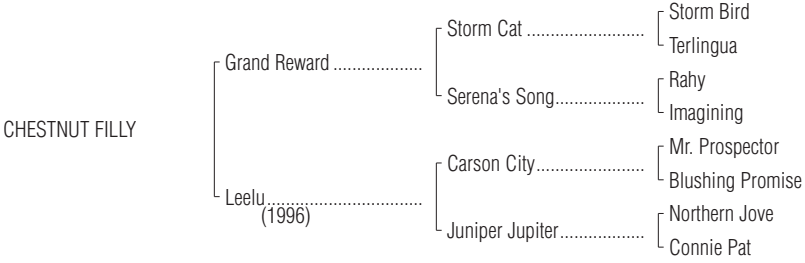 Storm Bird
Storm Cat ........................
Terlingua
Grand Reward ..................
Rahy
Serena's Song..................
Imagining
CHESTNUT FILLY
Mr. Prospector
Carson City......................
Blushing Promise
Leelu...............................
(1996)
Northern Jove
Juniper Jupiter.................
Connie Pat